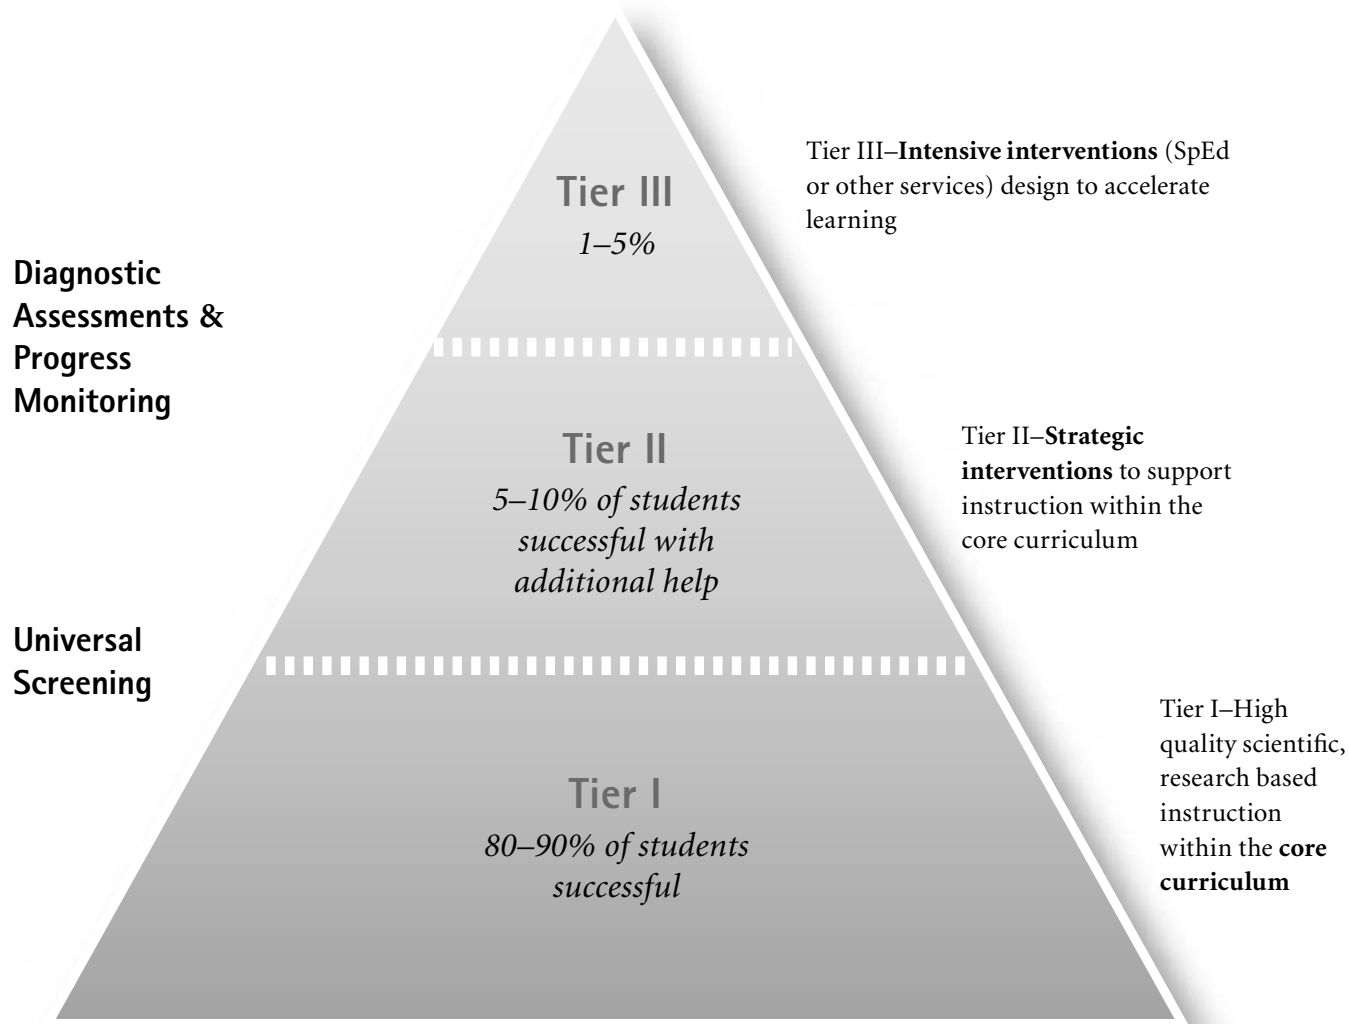 Tier III–Intensive interventions (SpEd
or other services) design to accelerate
learning
Tier III
1–5%
Diagnostic
Assessments &
Progress
Monitoring
Tier II–Strategic
interventions to support
instruction within the
core curriculum
Tier II
5–10% of students
successful with
additional help
Universal
Screening
Tier I–High
quality scientific,
research based
instruction
within the core
curriculum
Tier I
80–90% of students
successful